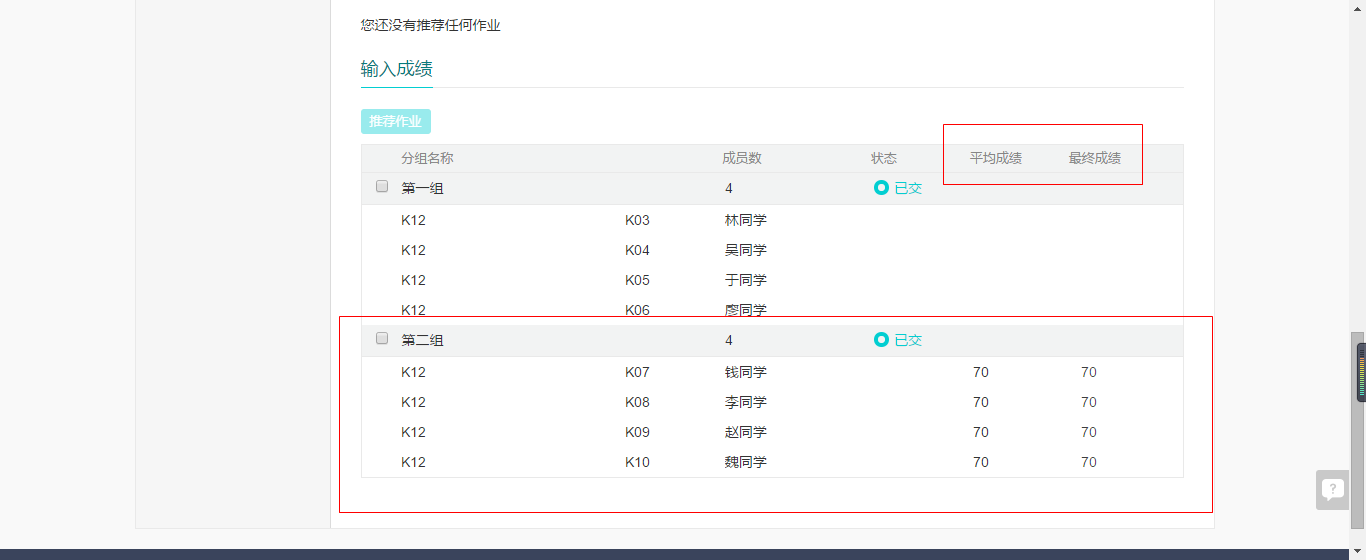 您还没有推荐任何作业
输入成绩
推荐作业
分组名称 成员数 状态 平均成绩 最终成绩
第一组 4 已交
K12 K03 林同学
K12 K04 吴同学
K12 K05 于同学
K12 K06 廖同学
第二组 4 已交
K12 K07 钱同学 70 70
K12 K08 李同学 70 70
K12 K09 赵同学 70 70
K12 K10 魏同学 70 70
?